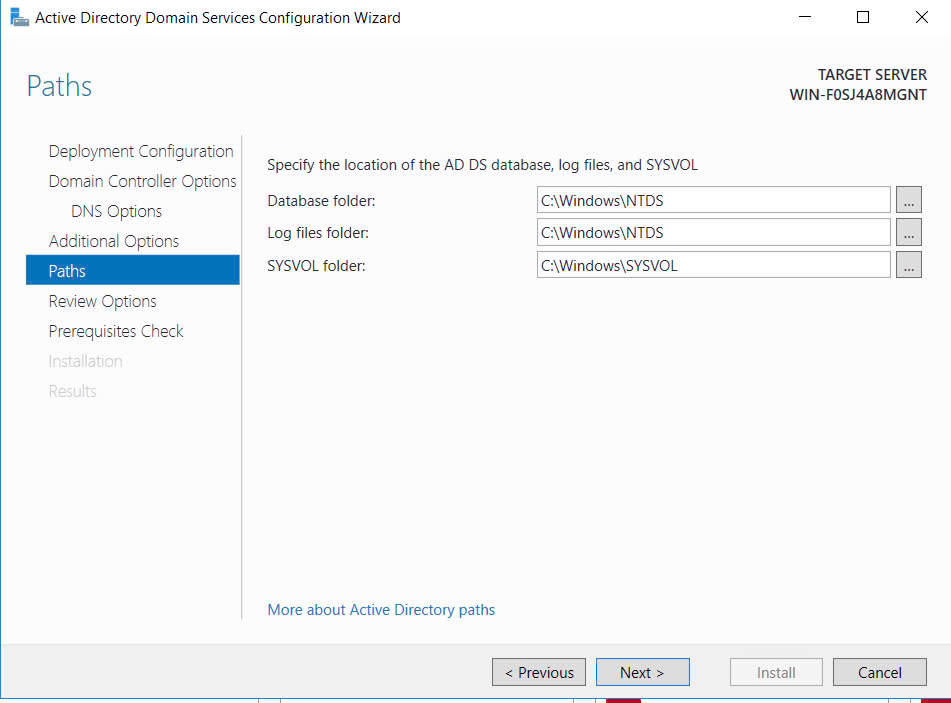 Active Directory Domain Services Configuration Wizard
Paths
TARGET SERVER
WIN-F0SJ4A8MGNT
Deployment Configuration
Domain Controller Options
DNS Options
Additional Options
Paths
Review Options
Prerequisites Check
Installation
Results
Specify the location of the AD DS database, log files, and SYSVOL
Database folder: C:\Windows\NTDS ...
Log files folder: C:\Windows\NTDS ...
SYSVOL folder: C:\Windows\SYSVOL ...
More about Active Directory paths
< Previous Next > Install Cancel